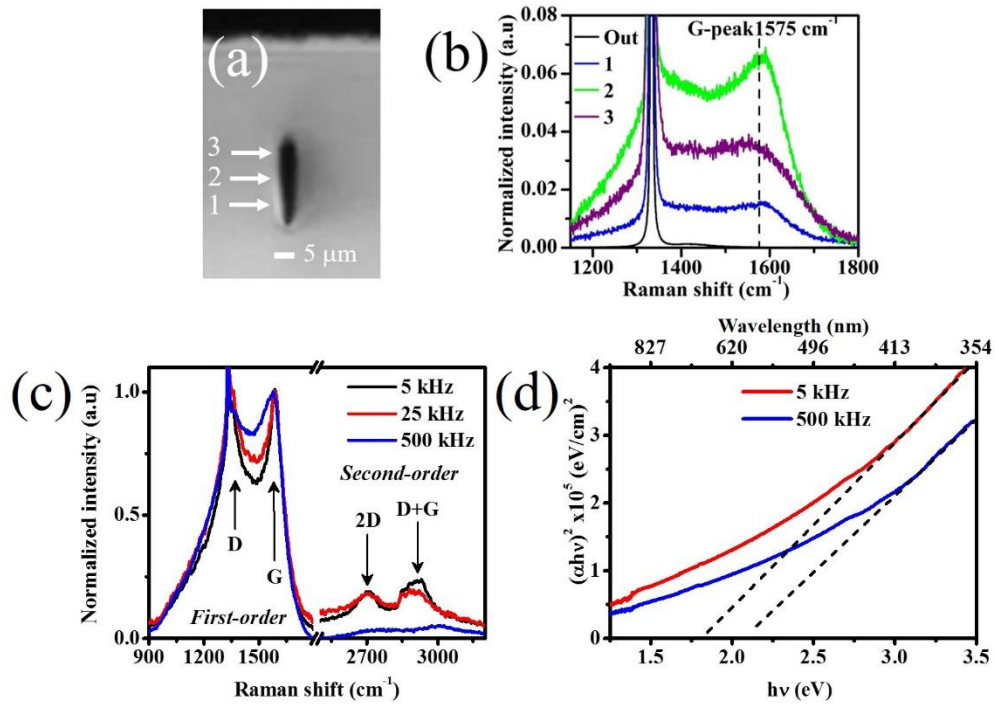 (a)
3
2
1
5 μm
(b)
G-peak1575 cm⁻¹
Out
1
2
3
Normalized intensity (a.u)
0.08
0.06
0.04
0.02
0.00
1200 1400 1600 1800
Raman shift (cm⁻¹)
(c)
5 kHz
25 kHz
500 kHz
Second-order
D+G
2D
D
G
First-order
Normalized intensity (a.u)
1.0
0.5
0.0
900 1200 1500 2700 3000
Raman shift (cm⁻¹)
Wavelength (nm)
827 620 496 413 354
(d)
5 kHz
500 kHz
(αhν)² x10⁵ (eV/cm)²
4
3
2
1
0
1.5 2.0 2.5 3.0 3.5
hν (eV)